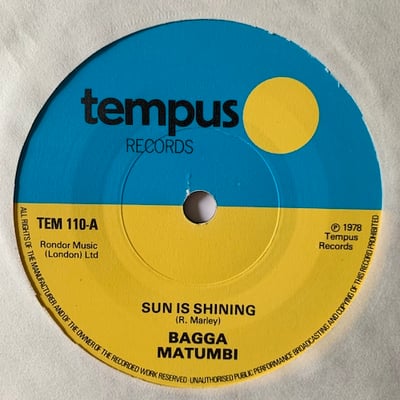 tempus
RECORDS
TEM 110-A
Rondor Music
(London) Ltd
℗ 1978
Tempus
Records
SUN IS SHINING
(R. Marley)
BAGGA
MATUMBI
ALL RIGHTS OF THE MANUFACTURER AND OF THE OWNER OF THE RECORDED WORK RESERVED · UNAUTHORISED PUBLIC PERFORMANCE BROADCASTING AND COPYING OF THIS RECORD PROHIBITED